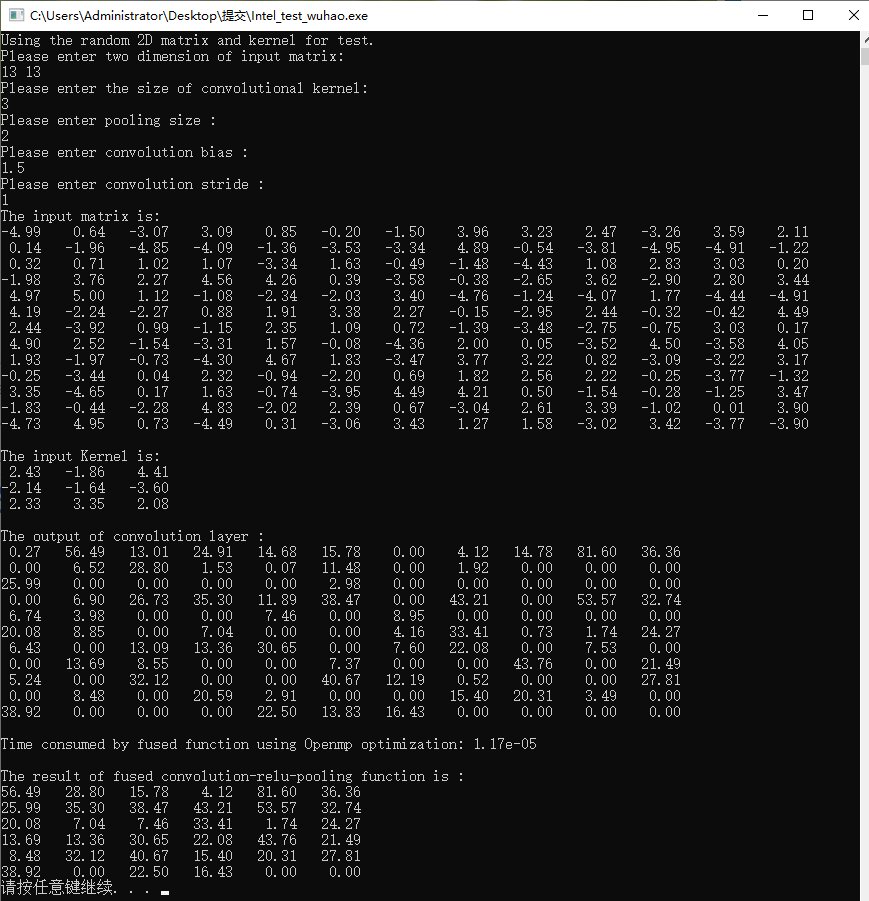 C:\Users\Administrator\Desktop\提交\Intel_test_wuhao.exe
Using the random 2D matrix and kernel for test.
Please enter two dimension of input matrix:
13 13
Please enter the size of convolutional kernel:
3
Please enter pooling size :
2
Please enter convolution bias :
1.5
Please enter convolution stride :
1
The input matrix is:
-4.99 0.64 -3.07 3.09 0.85 -0.20 -1.50 3.96 3.23 2.47 -3.26 3.59 2.11
0.14 -1.96 -4.85 -4.09 -1.36 -3.53 -3.34 4.89 -0.54 -3.81 -4.95 -4.91 -1.22
0.32 0.71 1.02 1.07 -3.34 1.63 -0.49 -1.48 -4.43 1.08 2.83 3.03 0.20
-1.98 3.76 2.27 4.56 4.26 0.39 -3.58 -0.38 -2.65 3.62 -2.90 2.80 3.44
4.97 5.00 1.12 -1.08 -2.34 -2.03 3.40 -4.76 -1.24 -4.07 1.77 -4.44 -4.91
4.19 -2.24 -2.27 0.88 1.91 3.38 2.27 -0.15 -2.95 2.44 -0.32 -0.42 4.49
2.44 -3.92 0.99 -1.15 2.35 1.09 0.72 -1.39 -3.48 -2.75 -0.75 3.03 0.17
4.90 2.52 -1.54 -3.31 1.57 -0.08 -4.36 2.00 0.05 -3.52 4.50 -3.58 4.05
1.93 -1.97 -0.73 -4.30 4.67 1.83 -3.47 3.77 3.22 0.82 -3.09 -3.22 3.17
-0.25 -3.44 0.04 2.32 -0.94 -2.20 0.69 1.82 2.56 2.22 -0.25 -3.77 -1.32
3.35 -4.65 0.17 1.63 -0.74 -3.95 4.49 4.21 0.50 -1.54 -0.28 -1.25 3.47
-1.83 -0.44 -2.28 4.83 -2.02 2.39 0.67 -3.04 2.61 3.39 -1.02 0.01 3.90
-4.73 4.95 0.73 -4.49 0.31 -3.06 3.43 1.27 1.58 -3.02 3.42 -3.77 -3.90
The input Kernel is:
2.43 -1.86 4.41
-2.14 -1.64 -3.60
2.33 3.35 2.08
The output of convolution layer :
0.27 56.49 13.01 24.91 14.68 15.78 0.00 4.12 14.78 81.60 36.36
0.00 6.52 28.80 1.53 0.07 11.48 0.00 1.92 0.00 0.00 0.00
25.99 0.00 0.00 0.00 0.00 2.98 0.00 0.00 0.00 0.00 0.00
0.00 6.90 26.73 35.30 11.89 38.47 0.00 43.21 0.00 53.57 32.74
6.74 3.98 0.00 0.00 7.46 0.00 8.95 0.00 0.00 0.00 0.00
20.08 8.85 0.00 7.04 0.00 0.00 4.16 33.41 0.73 1.74 24.27
6.43 0.00 13.09 13.36 30.65 0.00 7.60 22.08 0.00 7.53 0.00
0.00 13.69 8.55 0.00 0.00 7.37 0.00 0.00 43.76 0.00 21.49
5.24 0.00 32.12 0.00 0.00 40.67 12.19 0.52 0.00 0.00 27.81
0.00 8.48 0.00 20.59 2.91 0.00 0.00 15.40 20.31 3.49 0.00
38.92 0.00 0.00 0.00 22.50 13.83 16.43 0.00 0.00 0.00 0.00
Time consumed by fused function using Openmp optimization: 1.17e-05
The result of fused convolution-relu-pooling function is :
56.49 28.80 15.78 4.12 81.60 36.36
25.99 35.30 38.47 43.21 53.57 32.74
20.08 7.04 7.46 33.41 1.74 24.27
13.69 13.36 30.65 22.08 43.76 21.49
8.48 32.12 40.67 15.40 20.31 27.81
38.92 0.00 22.50 16.43 0.00 0.00
请按任意键继续. . .